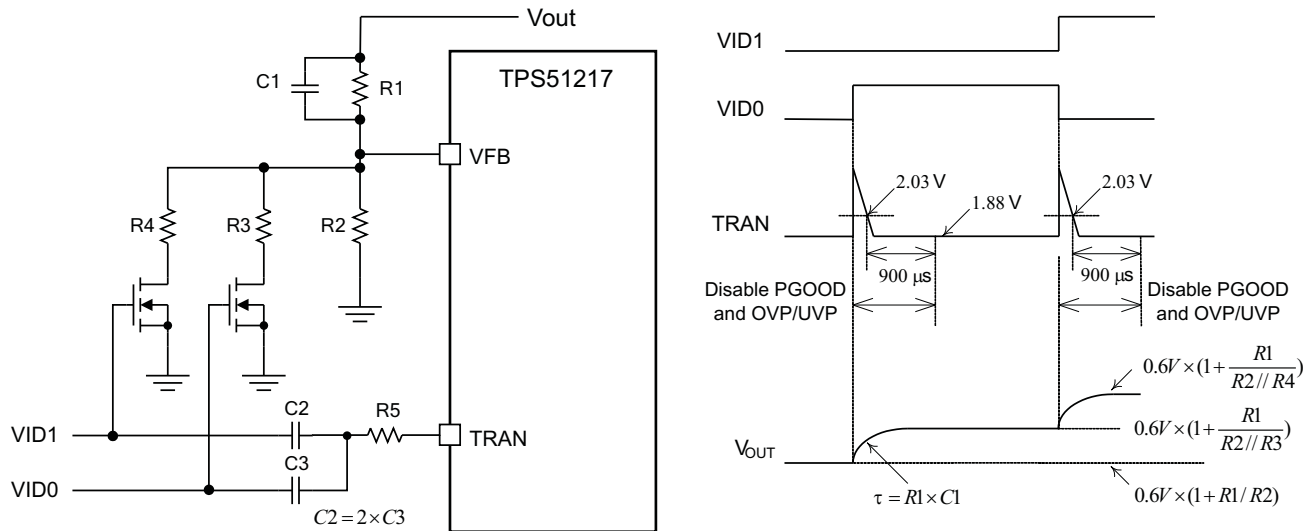 Vout
TPS51217
C1
R1
VFB
R4
R3
R2
C2
R5
VID1
TRAN
C3
VID0
C2 = 2 × C3
VID1
VID0
2.03 V
2.03 V
1.88 V
TRAN
900 µs
900 µs
Disable PGOOD
and OVP/UVP
Disable PGOOD
and OVP/UVP
0.6V × (1 + R1 / R2 // R4)
0.6V × (1 + R1 / R2 // R3)
VOUT
τ = R1 × C1
0.6V × (1 + R1 / R2)